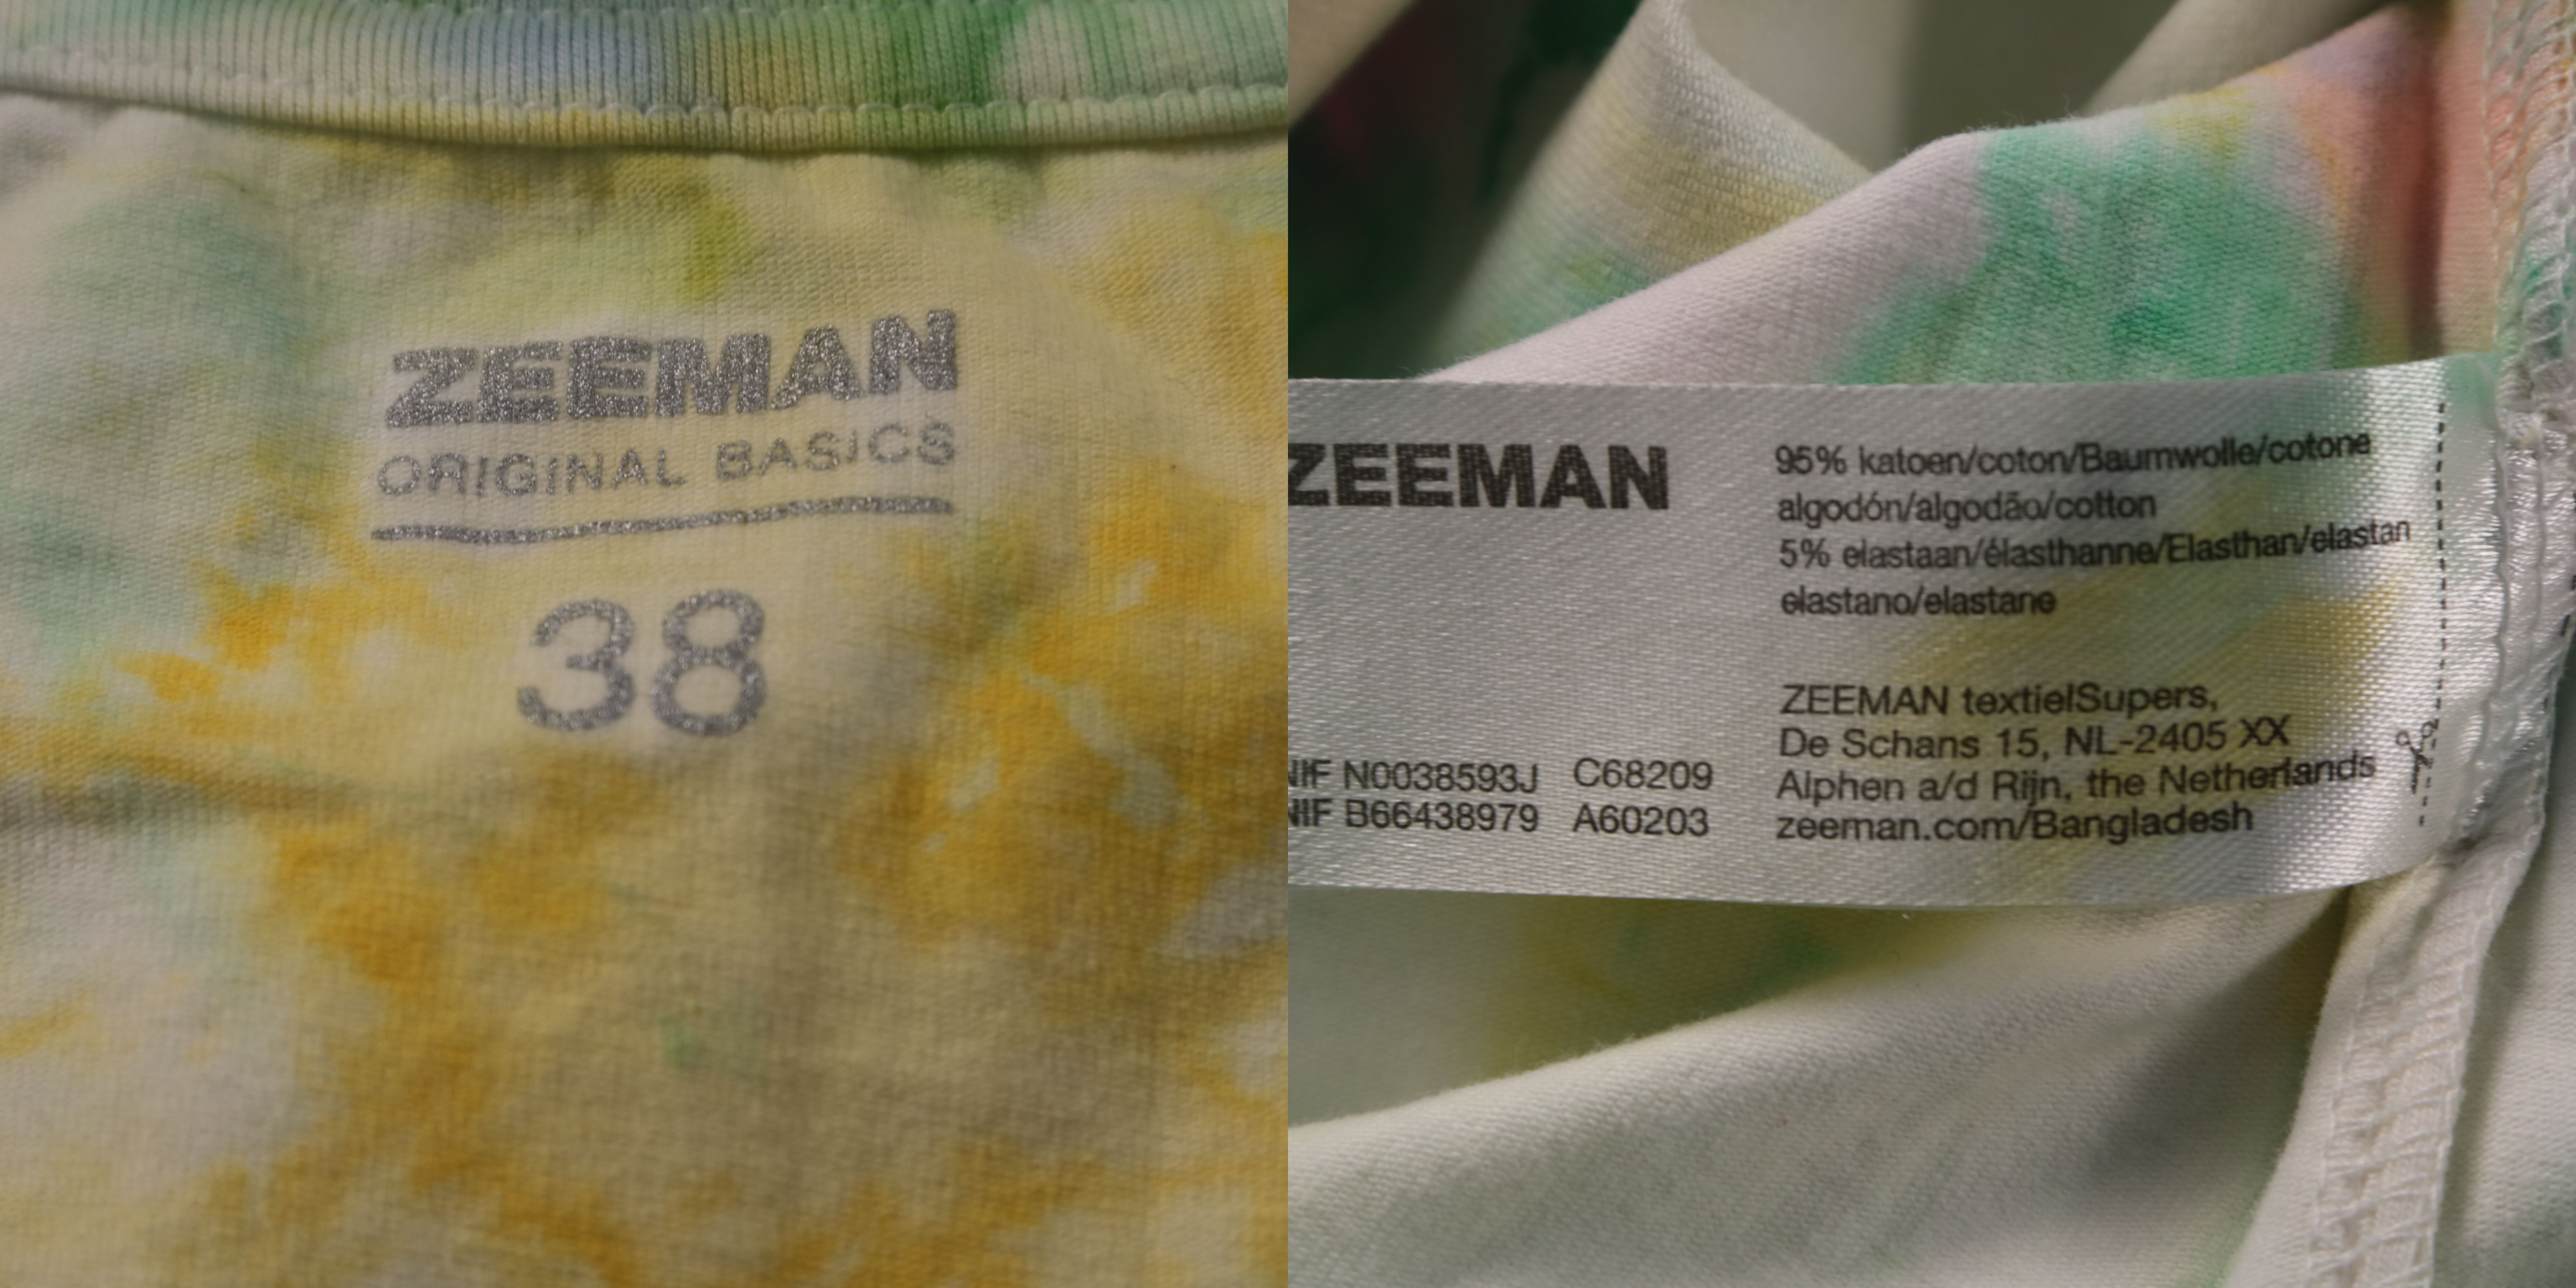 ZEEMAN
ORIGINAL BASICS
38
ZEEMAN
95% katoen/coton/Baumwolle/cotone
algodón/algodão/cotton
5% elastaan/élasthanne/Elasthan/elastan
elastano/elastane
ZEEMAN textielSupers,
De Schans 15, NL-2405 XX
Alphen a/d Rijn, the Netherlands
zeeman.com/Bangladesh
NIF N0038593J C68209
NIF B66438979 A60203